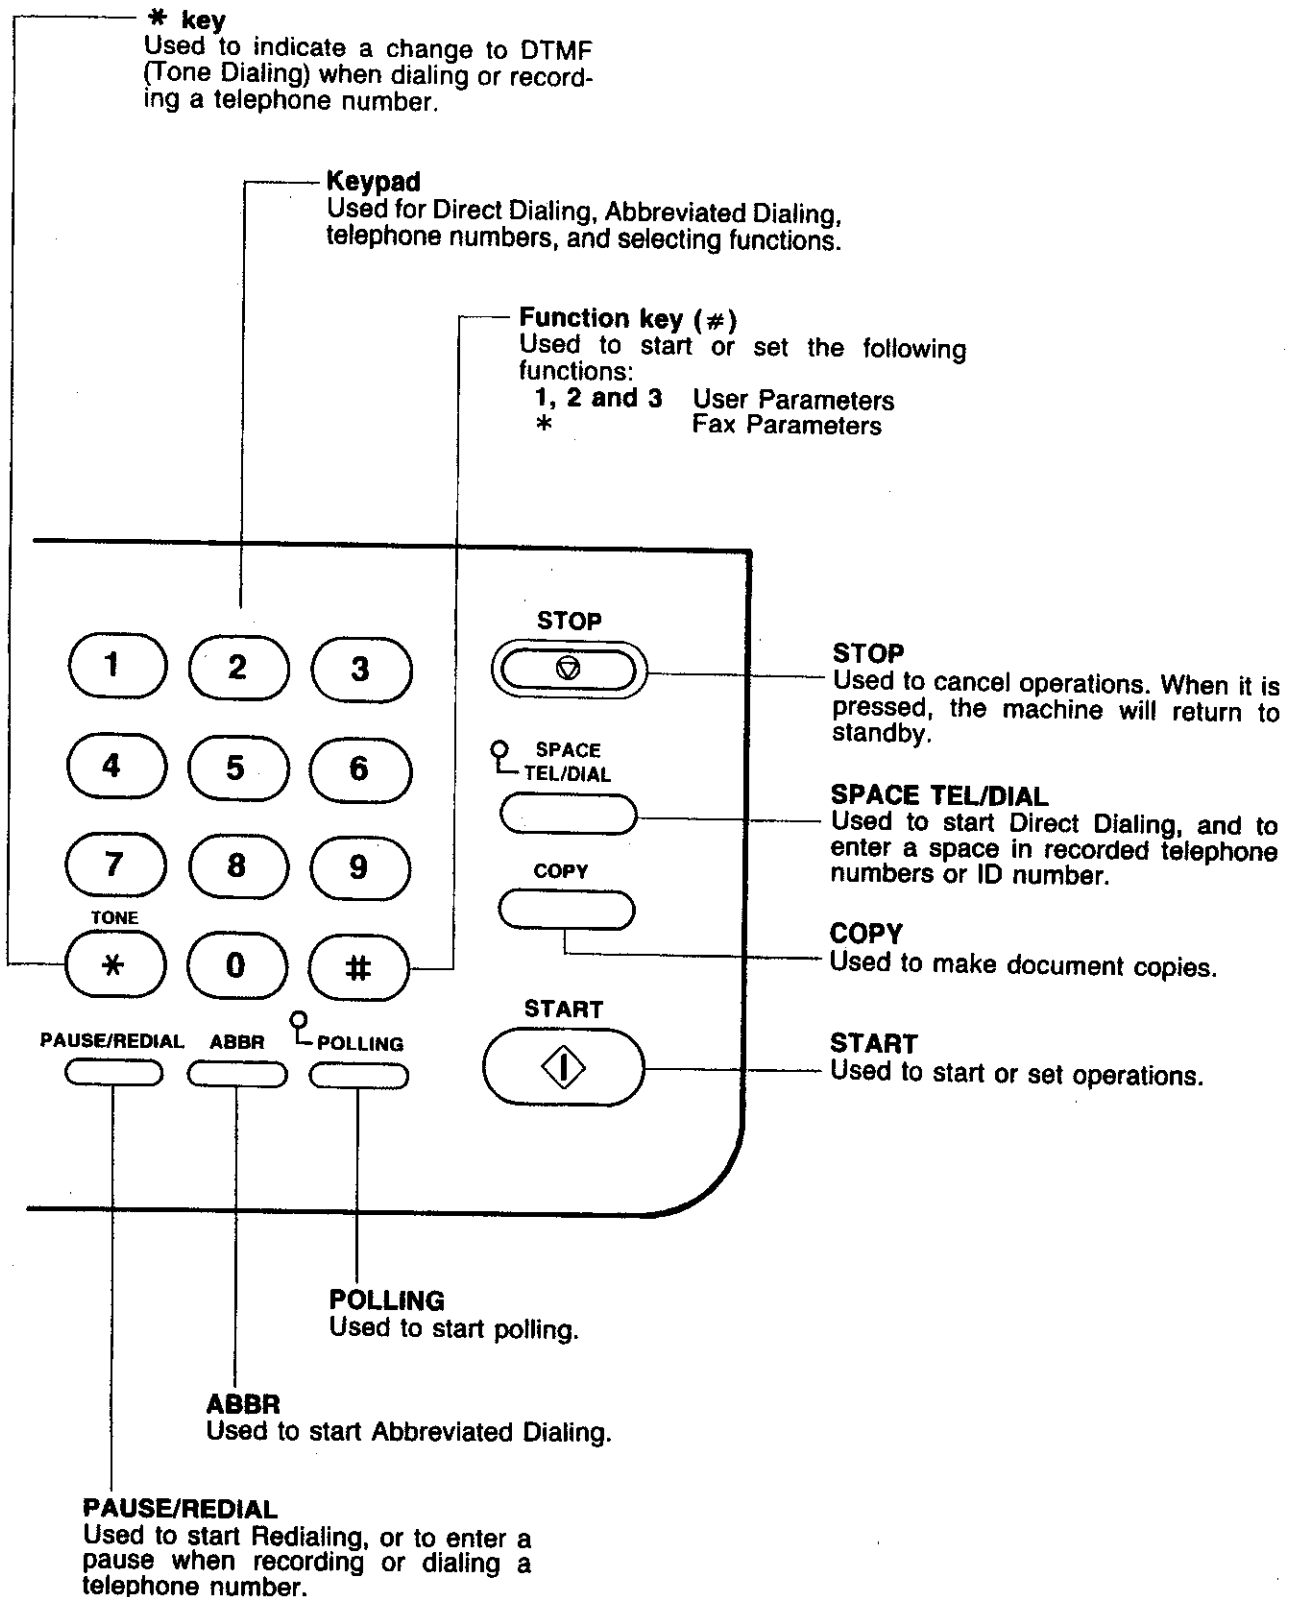 * key
Used to indicate a change to DTMF
(Tone Dialing) when dialing or record-
ing a telephone number.
Keypad
Used for Direct Dialing, Abbreviated Dialing,
telephone numbers, and selecting functions.
Function key (#)
Used to start or set the following
functions:
1, 2 and 3 User Parameters
* Fax Parameters
STOP
1 2 3
STOP
Used to cancel operations. When it is
pressed, the machine will return to
standby.
SPACE
TEL/DIAL
4 5 6
SPACE TEL/DIAL
Used to start Direct Dialing, and to
enter a space in recorded telephone
numbers or ID number.
COPY
7 8 9
TONE
* 0 #
COPY
Used to make document copies.
START
PAUSE/REDIAL ABBR POLLING
START
Used to start or set operations.
POLLING
Used to start polling.
ABBR
Used to start Abbreviated Dialing.
PAUSE/REDIAL
Used to start Redialing, or to enter a
pause when recording or dialing a
telephone number.